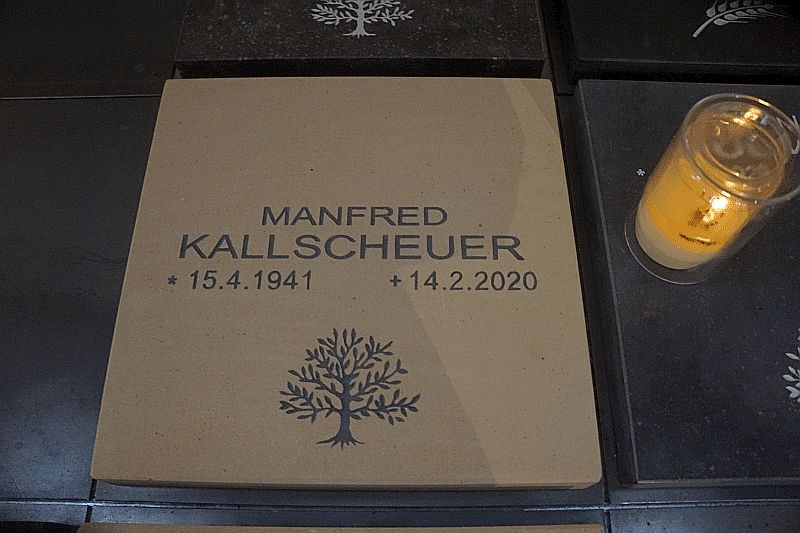 MANFRED
KALLSCHEUER
* 15.4.1941 + 14.2.2020